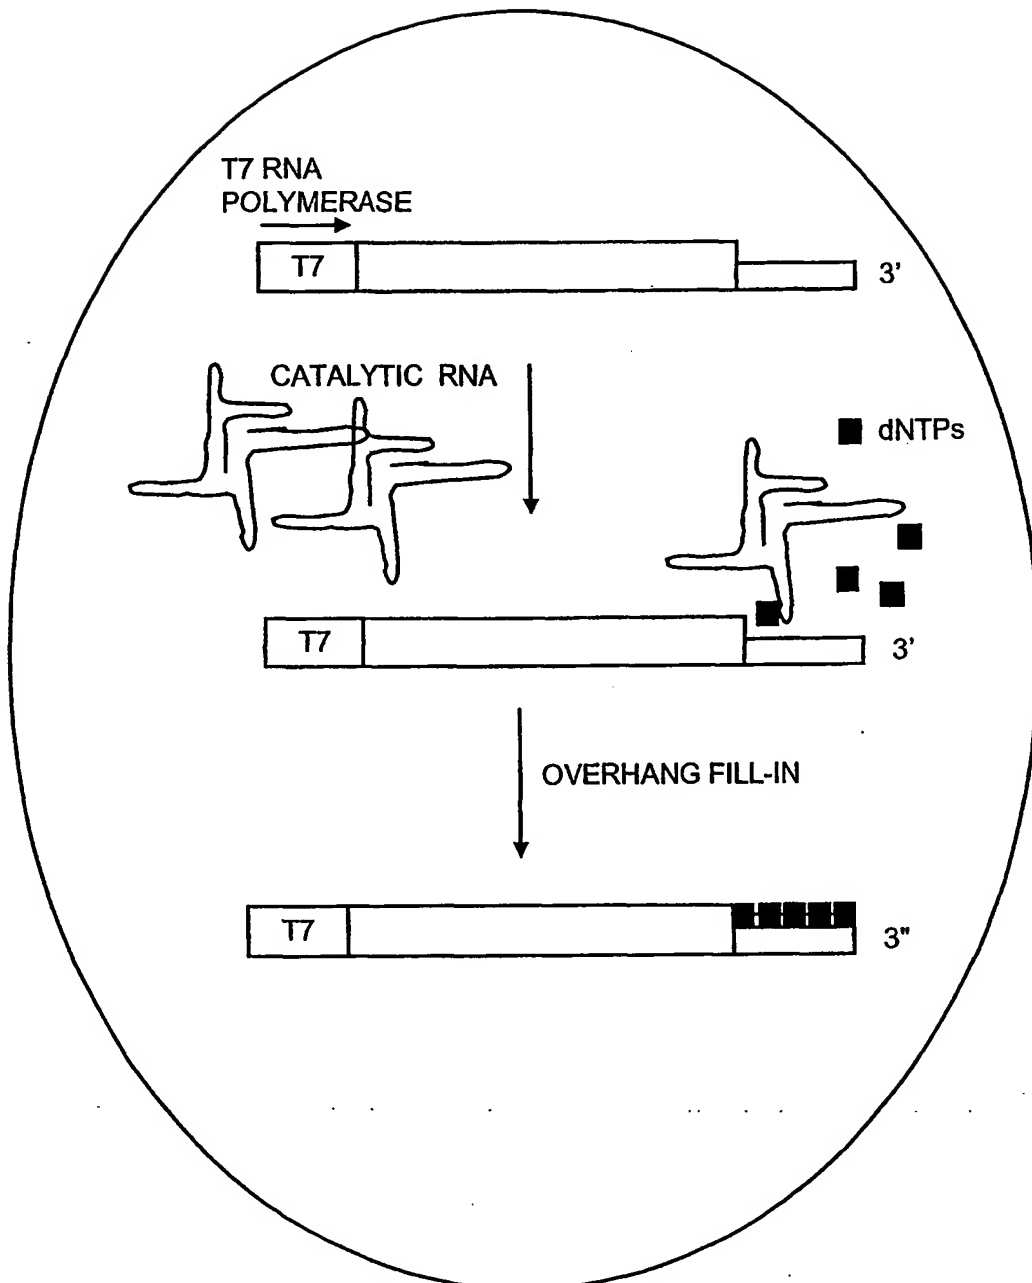 T7 RNA
POLYMERASE
T7
3'
CATALYTIC RNA
dNTPs
T7
3'
OVERHANG FILL-IN
T7
3"